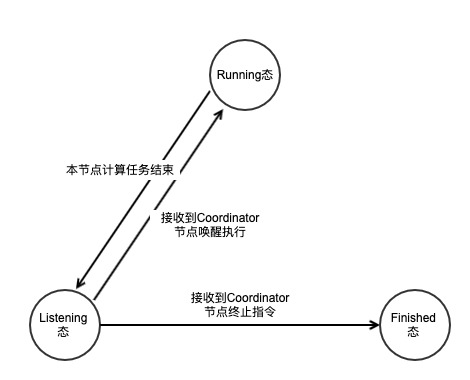 Running态
本节点计算任务结束
接收到Coordinator
节点唤醒执行
Listening
态
接收到Coordinator
节点终止指令
Finished
态